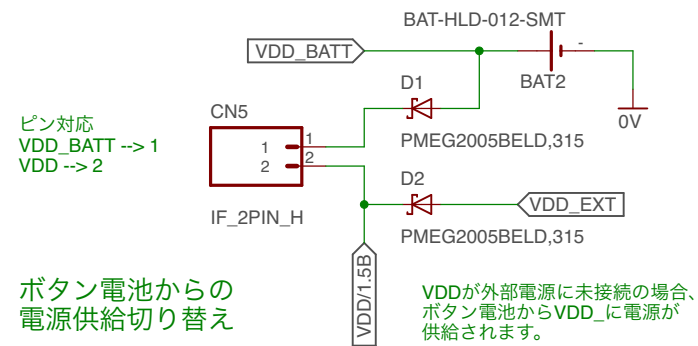 BAT-HLD-012-SMT
VDD_BATT
-
BAT2
D1
0V
CN5
ピン対応
VDD_BATT --> 1
VDD --> 2
1
1
2
2
PMEG2005BELD,315
D2
VDD_EXT
IF_2PIN_H
PMEG2005BELD,315
VDD/1.5B
ボタン電池からの
電源供給切り替え
VDDが外部電源に未接続の場合、
ボタン電池からVDD_に電源が
供給されます。